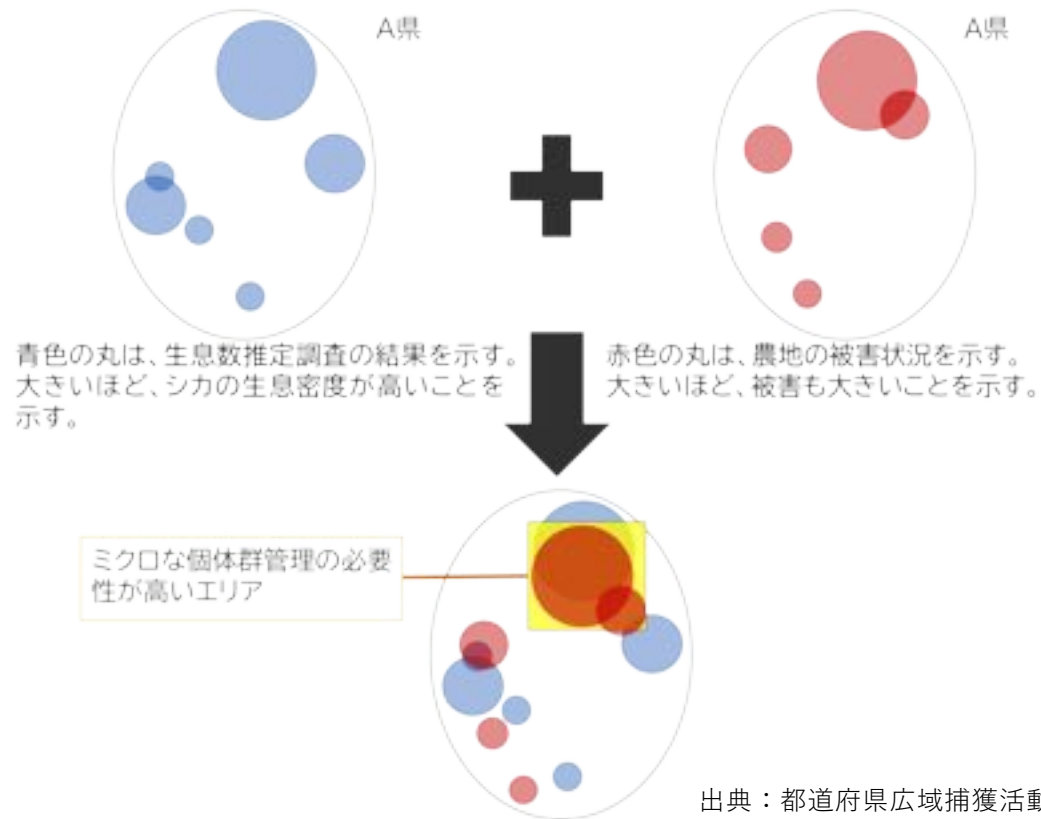 A県
A県
青色の丸は、生息数推定調査の結果を示す。
大きいほど、シカの生息密度が高いことを
示す。
赤色の丸は、農地の被害状況を示す。
大きいほど、被害も大きいことを示す。
ミクロな個体群管理の必要
性が高いエリア
出典：都道府県広域捕獲活動